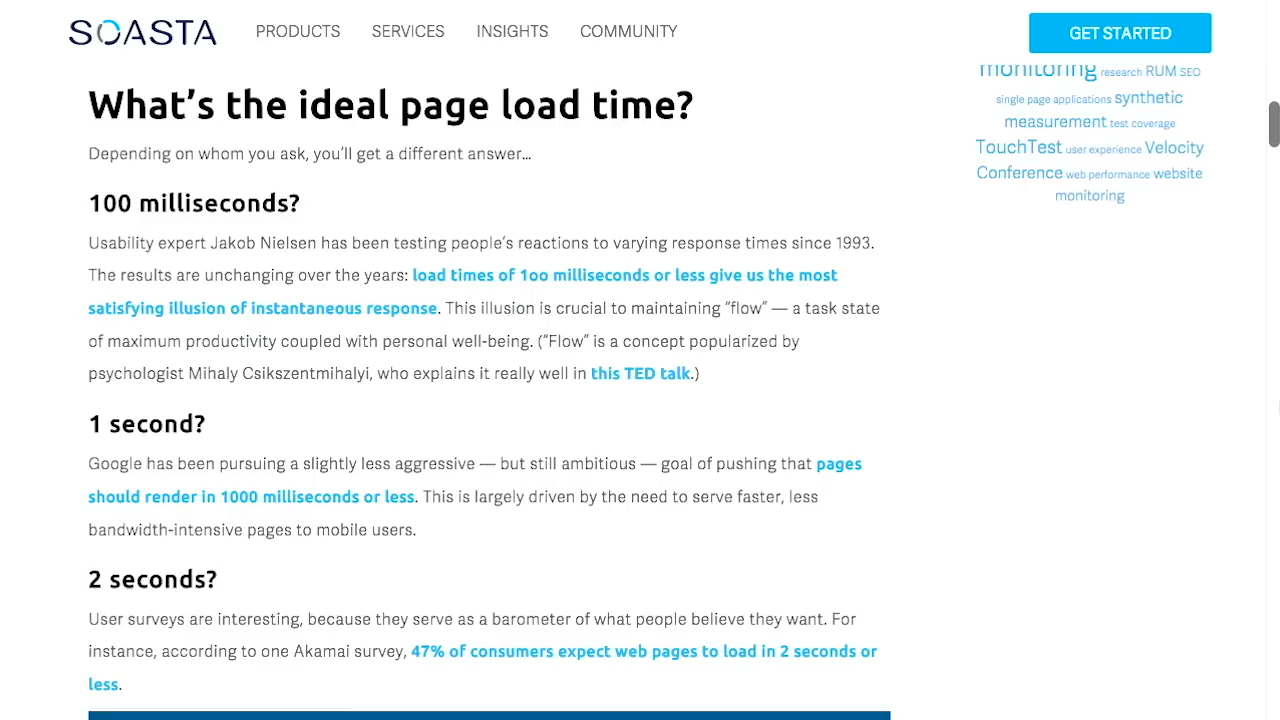 SOASTA PRODUCTS SERVICES INSIGHTS COMMUNITY GET STARTED
What's the ideal page load time?
Depending on whom you ask, you'll get a different answer…
100 milliseconds?
Usability expert Jakob Nielsen has been testing people's reactions to varying response times since 1993.
The results are unchanging over the years: load times of 1oo milliseconds or less give us the most
satisfying illusion of instantaneous response. This illusion is crucial to maintaining “flow” — a task state
of maximum productivity coupled with personal well-being. (“Flow” is a concept popularized by
psychologist Mihaly Csikszentmihalyi, who explains it really well in this TED talk.)
1 second?
Google has been pursuing a slightly less aggressive — but still ambitious — goal of pushing that pages
should render in 1000 milliseconds or less. This is largely driven by the need to serve faster, less
bandwidth-intensive pages to mobile users.
2 seconds?
User surveys are interesting, because they serve as a barometer of what people believe they want. For
instance, according to one Akamai survey, 47% of consumers expect web pages to load in 2 seconds or
less.
monitoring research RUM SEO
single page applications synthetic
measurement test coverage
TouchTest user experience Velocity
Conference web performance website
monitoring